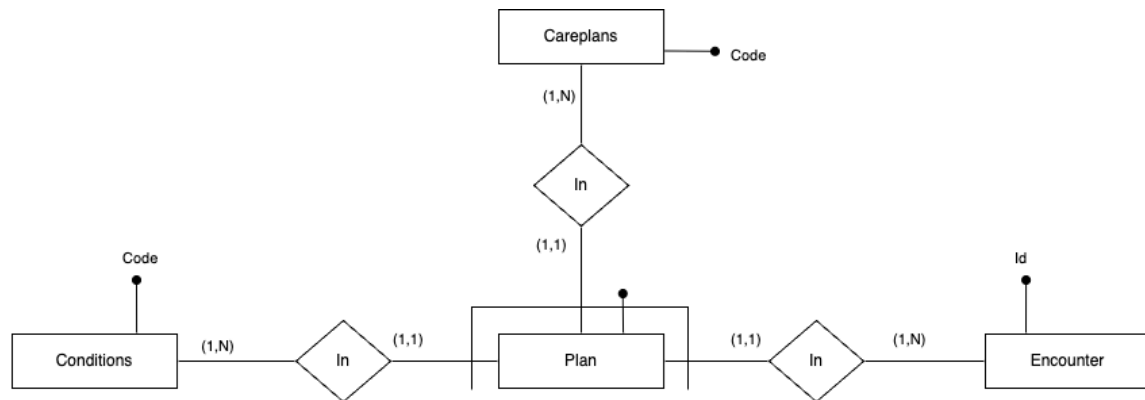 Careplans
Code
(1,N)
In
(1,1)
Code
Id
Conditions
(1,N)
In
(1,1)
Plan
(1,1)
In
(1,N)
Encounter